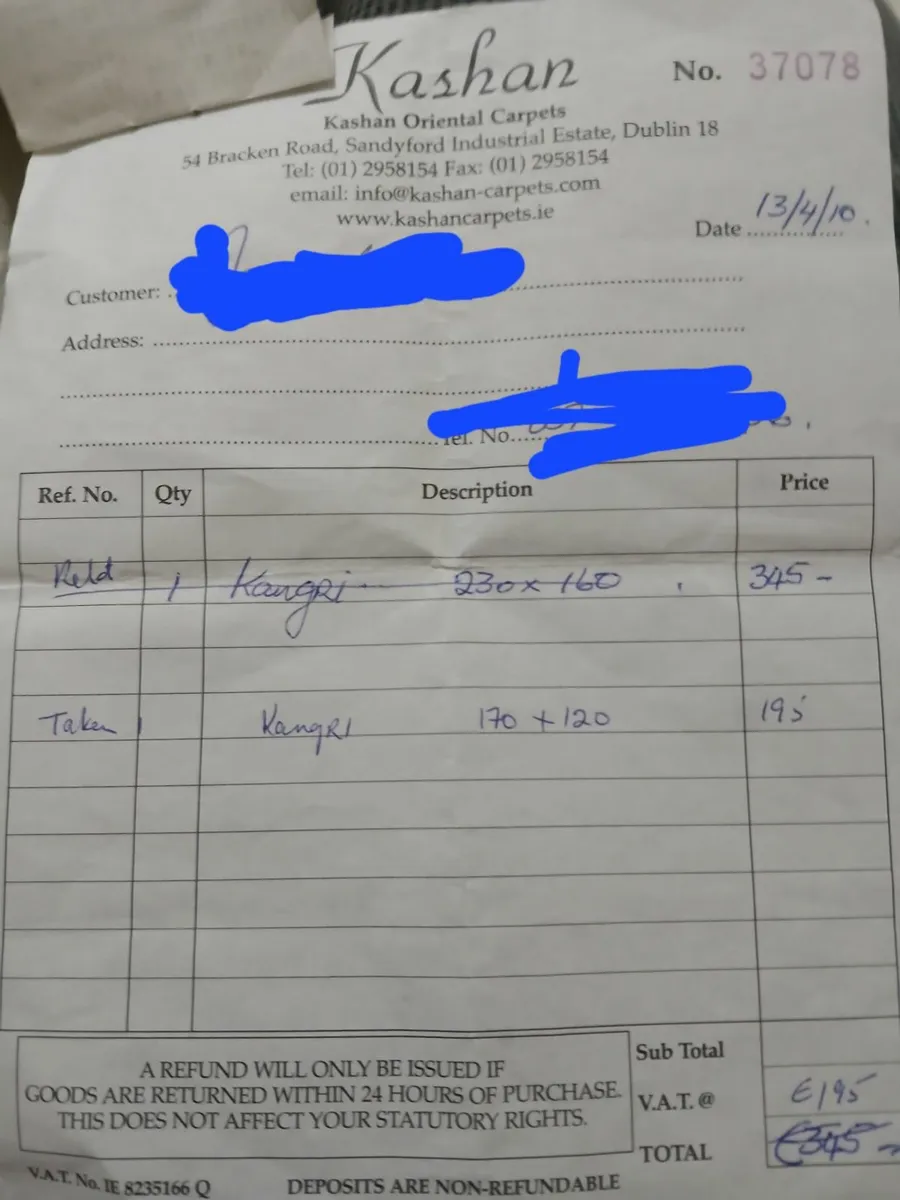 Kashan
No. 37078
Kashan Oriental Carpets
54 Bracken Road, Sandyford Industrial Estate, Dublin 18
Tel: (01) 2958154 Fax: (01) 2958154
email: info@kashan-carpets.com
www.kashancarpets.ie
Date 13/4/10.
Customer:
Address:
Tel. No.
Ref. No. Qty Description Price
1 Kangri 230 x 160 345 -
Taken 1 Kangri 170 + 120 195
A REFUND WILL ONLY BE ISSUED IF
GOODS ARE RETURNED WITHIN 24 HOURS OF PURCHASE.
THIS DOES NOT AFFECT YOUR STATUTORY RIGHTS.
Sub Total
V.A.T. @ €195
TOTAL €345 -
V.A.T. No. IE 8235166 Q
DEPOSITS ARE NON-REFUNDABLE